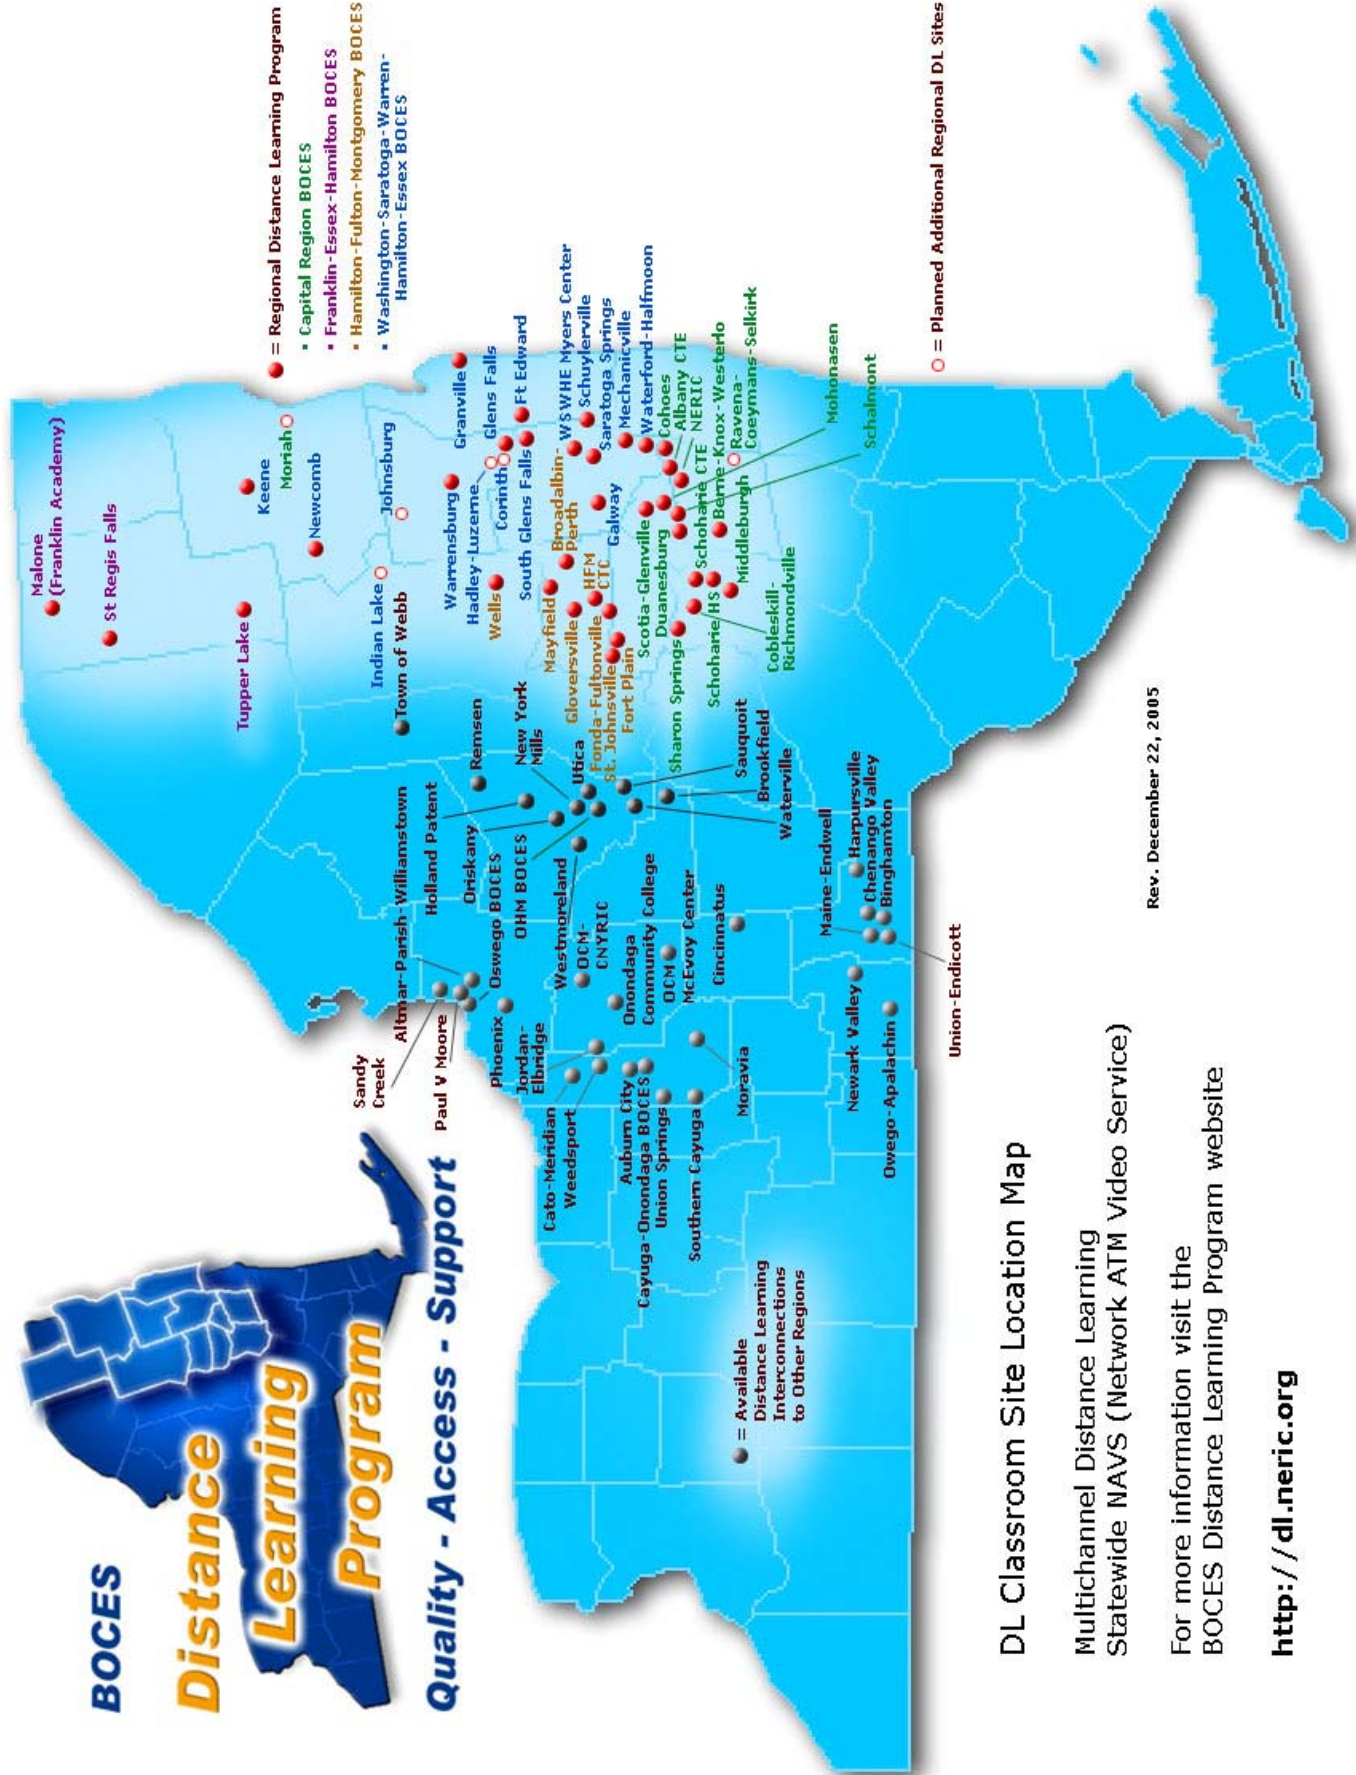 BOCES
Distance
Learning
Program
Quality - Access - Support
Malone
(Franklin Academy)
St Regis Falls
Tupper Lake
Keene
Moriah
Newcomb
Indian Lake
Johnsburg
Town of Webb
= Regional Distance Learning Program
▪ Capital Region BOCES
▪ Franklin-Essex-Hamilton BOCES
▪ Hamilton-Fulton-Montgomery BOCES
▪ Washington-Saratoga-Warren-
Hamilton-Essex BOCES
Sandy
Creek
Altmar-Parish-Williamstown
Paul V Moore
Holland Patent
Oriskany
Oswego BOCES
Phoenix
OHM BOCES
Jordan-
Elbridge
Westmoreland
Remsen
New York
Mills
Utica
Granville
Warrensburg
Hadley-Luzerne
Glens Falls
Wells
Corinth
Ft Edward
South Glens Falls
Mayfield
Broadalbin-
Perth
WSWHE Myers Center
Schuylerville
Gloversville
HFM
CTC
Saratoga Springs
Fonda-Fultonville
Galway
Mechanicville
St. Johnsville
Fort Plain
Waterford-Halfmoon
Scotia-Glenville
Cohoes
Duanesburg
Albany CTE
Sharon Springs
NERIC
Schoharie CTE
Schoharie HS
Berne-Knox-Westerlo
Middleburgh
Ravena-
Coeymans-Selkirk
Cobleskill-
Richmondville
Mohonasen
Schalmont
Cato-Meridian
Weedsport
OCM-
CNYRIC
Auburn City
Onondaga
Community College
Cayuga-Onondaga BOCES
Union Springs
OCM
McEvoy Center
Southern Cayuga
Moravia
Cincinnatus
Sauquoit
Brookfield
Waterville
= Available
Distance Learning
Interconnections
to Other Regions
Maine-Endwell
Harpursville
Chenango Valley
Binghamton
Newark Valley
Owego-Apalachin
Union-Endicott
= Planned Additional Regional DL Sites
DL Classroom Site Location Map
Multichannel Distance Learning
Statewide NAVS (Network ATM Video Service)
For more information visit the
BOCES Distance Learning Program website
http://dl.neric.org
Rev. December 22, 2005